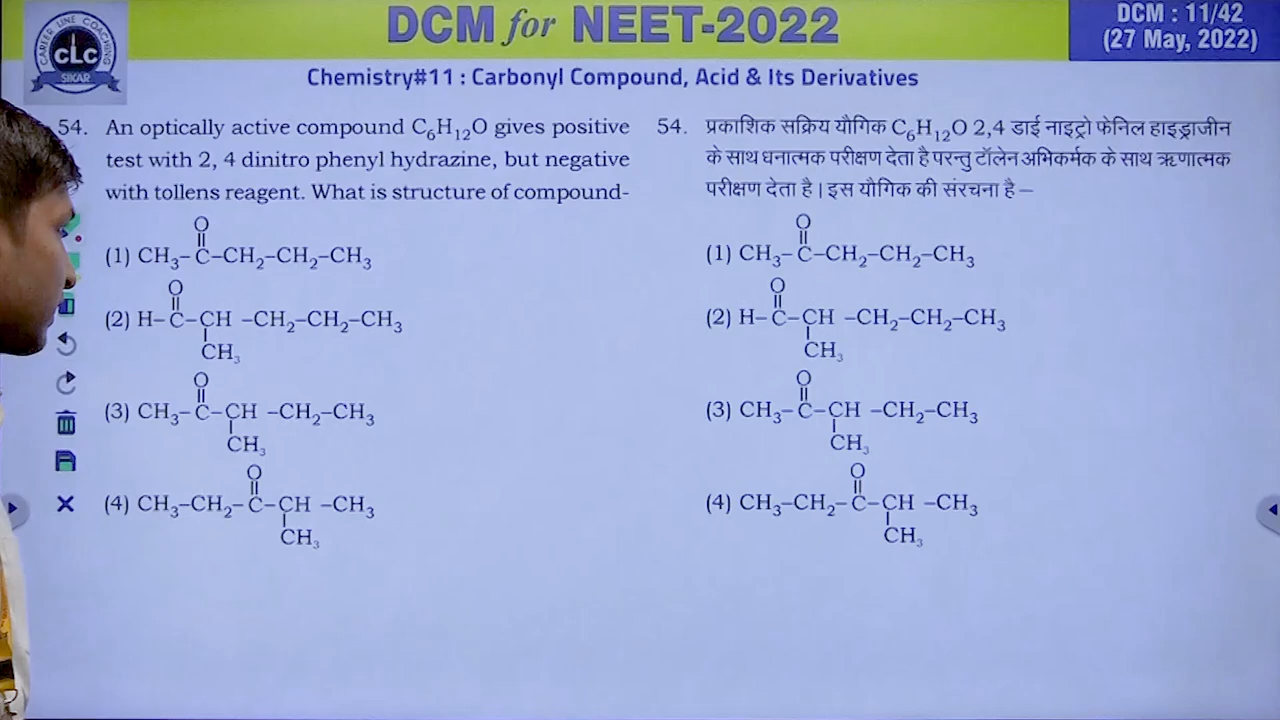 DCM for NEET-2022
DCM : 11/42
(27 May, 2022)
CAREER LINE COACHING
CLC
SIKAR
Chemistry#11 : Carbonyl Compound, Acid & Its Derivatives
54. An optically active compound C₆H₁₂O gives positive
test with 2, 4 dinitro phenyl hydrazine, but negative
with tollens reagent. What is structure of compound-
O
(1) CH₃–C–CH₂–CH₂–CH₃
O
(2) H–C–CH –CH₂–CH₂–CH₃
CH₃
O
(3) CH₃–C–CH –CH₂–CH₃
CH₃
O
(4) CH₃–CH₂–C–CH –CH₃
CH₃
54. प्रकाशिक सक्रिय यौगिक C₆H₁₂O 2,4 डाई नाइट्रो फेनिल हाइड्राजीन
के साथ धनात्मक परीक्षण देता है परन्तु टॉलेन अभिकर्मक के साथ ऋणात्मक
परीक्षण देता है। इस यौगिक की संरचना है –
O
(1) CH₃–C–CH₂–CH₂–CH₃
O
(2) H–C–CH –CH₂–CH₂–CH₃
CH₃
O
(3) CH₃–C–CH –CH₂–CH₃
CH₃
O
(4) CH₃–CH₂–C–CH –CH₃
CH₃